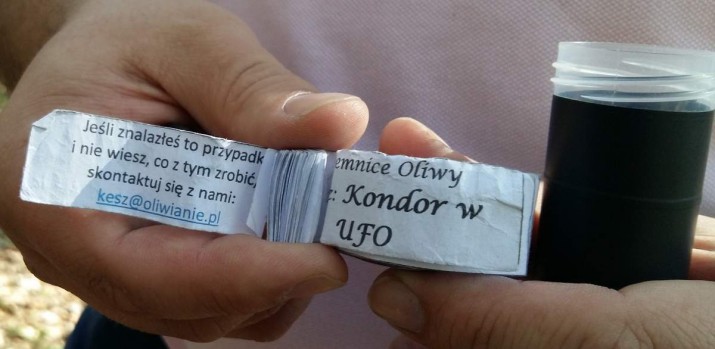 Jeśli znalazłeś to przypadk
i nie wiesz, co z tym zrobić,
skontaktuj się z nami:
kesz@oliwianie.pl
emnice Oliwy
z: Kondor w
UFO